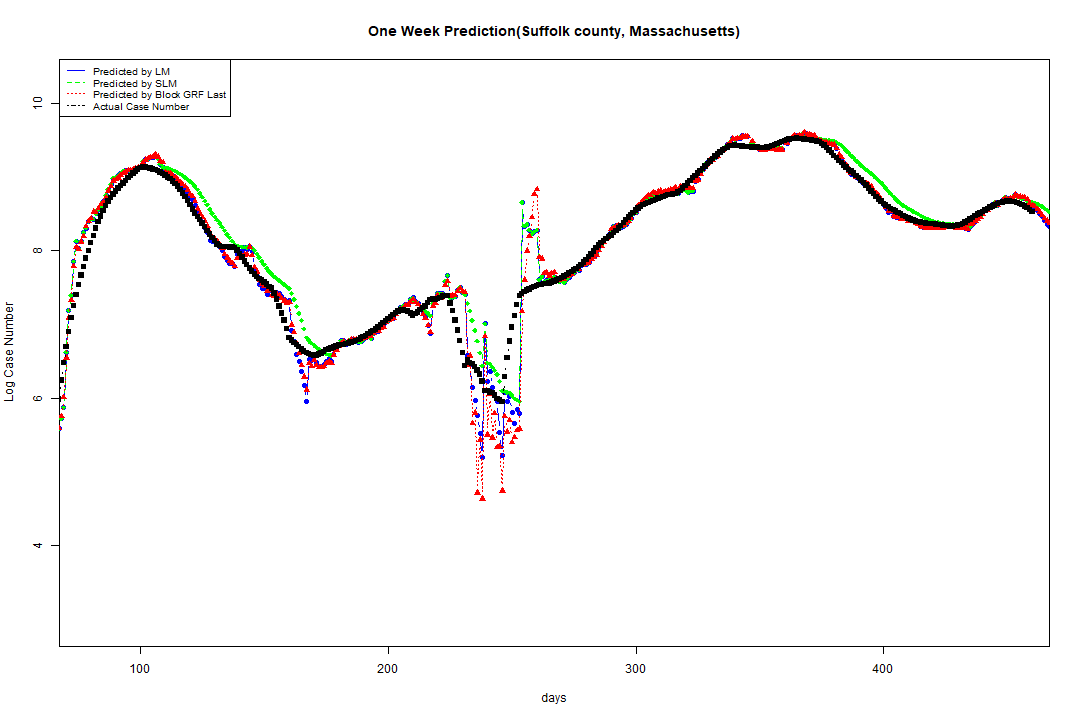 One Week Prediction(Suffolk county, Massachusetts)
Predicted by LM
Predicted by SLM
Predicted by Block GRF Last
Actual Case Number
10
8
6
4
Log Case Number
100
200
300
400
days